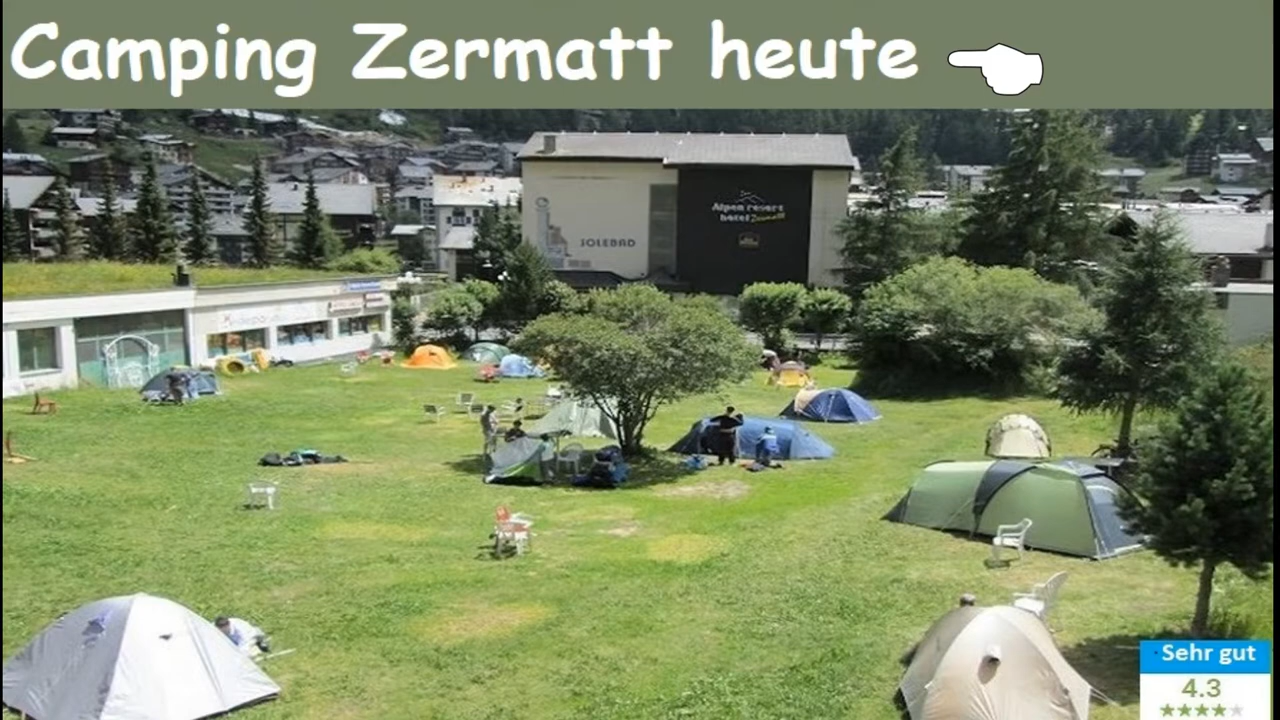 Camping Zermatt heute
Alpen resort
hotel Zermatt
SOLEBAD
Sehr gut
4.3